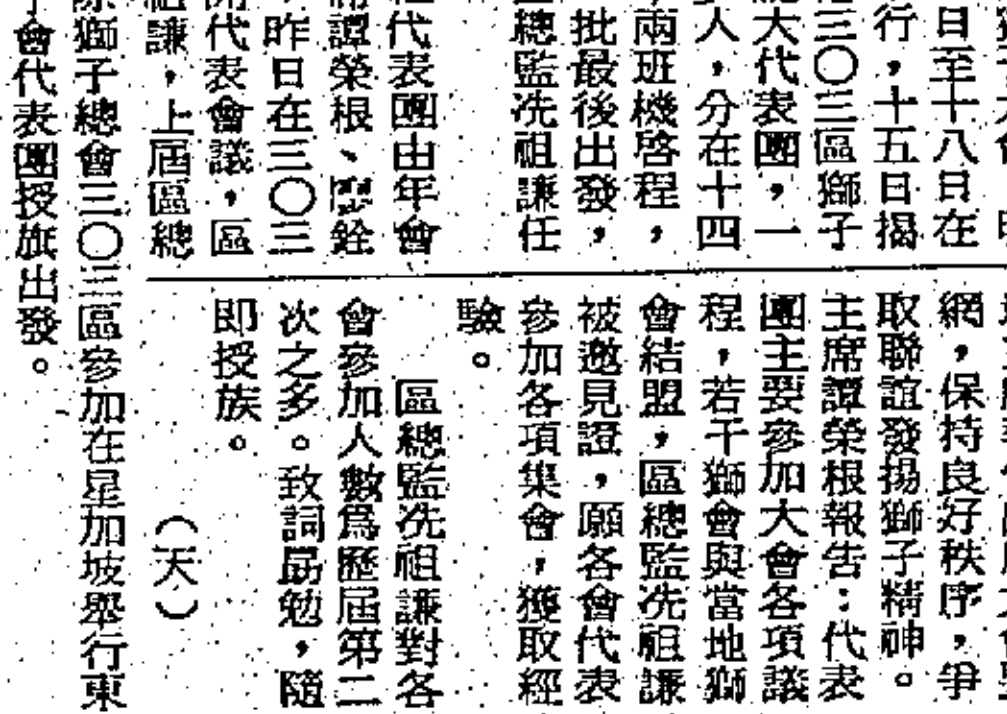 日至十八日在
行，十五日揭
三〇三區獅子
大代表團，一
人，分在十四
兩班機啓程，
批最後出發，
總監冼祖謙任
代表團由年會
譚榮根、廖銓
昨日在三〇三
代表會議，區
謙，上屆區總
網，保持良好秩序，爭
取聯誼發揚獅子精神。
主席譚榮根報告：代表
團主要參加大會各項議
程，若干獅會與當地獅
會結盟，區總監冼祖謙
被邀見證，願各會代表
參加各項集會，獲取經
驗。
區總監冼祖謙對各
會參加人數爲歷屆第二
次之多。致詞勗勉，隨
即授族。
（天）
獅子總會三〇三區參加在星加坡舉行東
會代表團授旗出發。